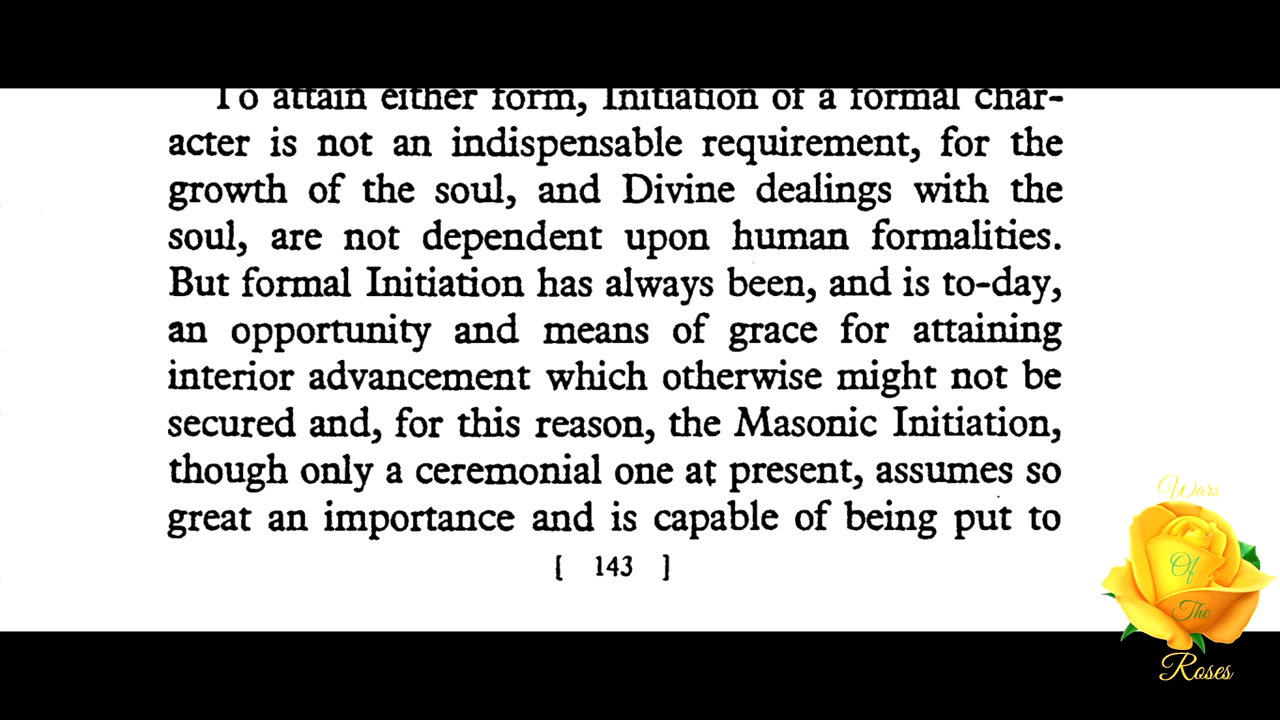 To attain either form, Initiation of a formal char-
acter is not an indispensable requirement, for the
growth of the soul, and Divine dealings with the
soul, are not dependent upon human formalities.
But formal Initiation has always been, and is to-day,
an opportunity and means of grace for attaining
interior advancement which otherwise might not be
secured and, for this reason, the Masonic Initiation,
though only a ceremonial one at present, assumes so
great an importance and is capable of being put to
[ 143 ]
Wars
Of
The
Roses